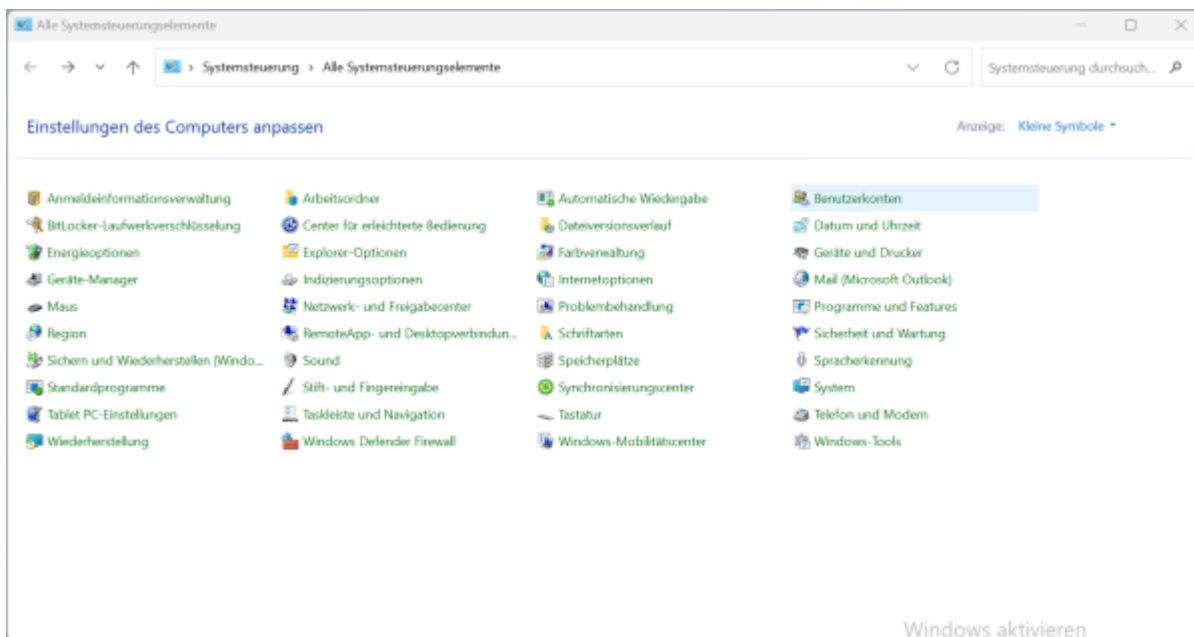 Alle Systemsteuerungselemente
Systemsteuerung > Alle Systemsteuerungselemente
Systemsteuerung durchsuch...
Einstellungen des Computers anpassen
Anzeige: Kleine Symbole
Anmeldeinformationsverwaltung
Arbeitsordner
Automatische Wiedergabe
Benutzerkonten
BitLocker-Laufwerkverschlüsselung
Center für erleichterte Bedienung
Dateiversionsverlauf
Datum und Uhrzeit
Energieoptionen
Explorer-Optionen
Farbverwaltung
Geräte und Drucker
Geräte-Manager
Indizierungsoptionen
Internetoptionen
Mail (Microsoft Outlook)
Maus
Netzwerk- und Freigabecenter
Problembehandlung
Programme und Features
Region
RemoteApp- und Desktopverbindun...
Schriftarten
Sicherheit und Wartung
Sichern und Wiederherstellen (Windo...
Sound
Speicherplätze
Spracherkennung
Standardprogramme
Stift- und Fingereingabe
Synchronisierungscenter
System
Tablet PC-Einstellungen
Taskleiste und Navigation
Tastatur
Telefon und Modem
Wiederherstellung
Windows Defender Firewall
Windows-Mobilitätscenter
Windows-Tools
Windows aktivieren